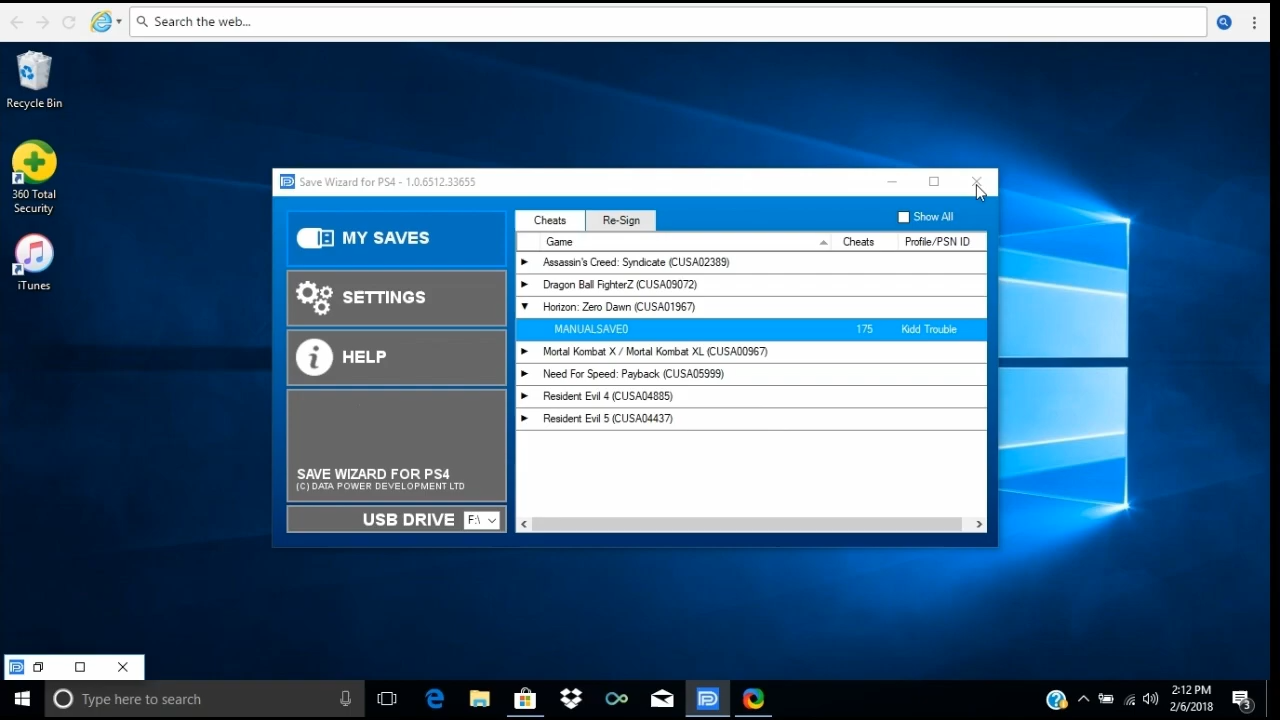 Search the web...
Recycle Bin
360 Total
Security
iTunes
Save Wizard for PS4 - 1.0.6512.33655
MY SAVES
SETTINGS
HELP
SAVE WIZARD FOR PS4
(C) DATA POWER DEVELOPMENT LTD
USB DRIVE F:\
Cheats Re-Sign Show All
Game Cheats Profile/PSN ID
Assassin's Creed: Syndicate (CUSA02389)
Dragon Ball FighterZ (CUSA09072)
Horizon: Zero Dawn (CUSA01967)
MANUALSAVE0 175 Kidd Trouble
Mortal Kombat X / Mortal Kombat XL (CUSA00967)
Need For Speed: Payback (CUSA05999)
Resident Evil 4 (CUSA04885)
Resident Evil 5 (CUSA04437)
Type here to search
2:12 PM
2/6/2018
3